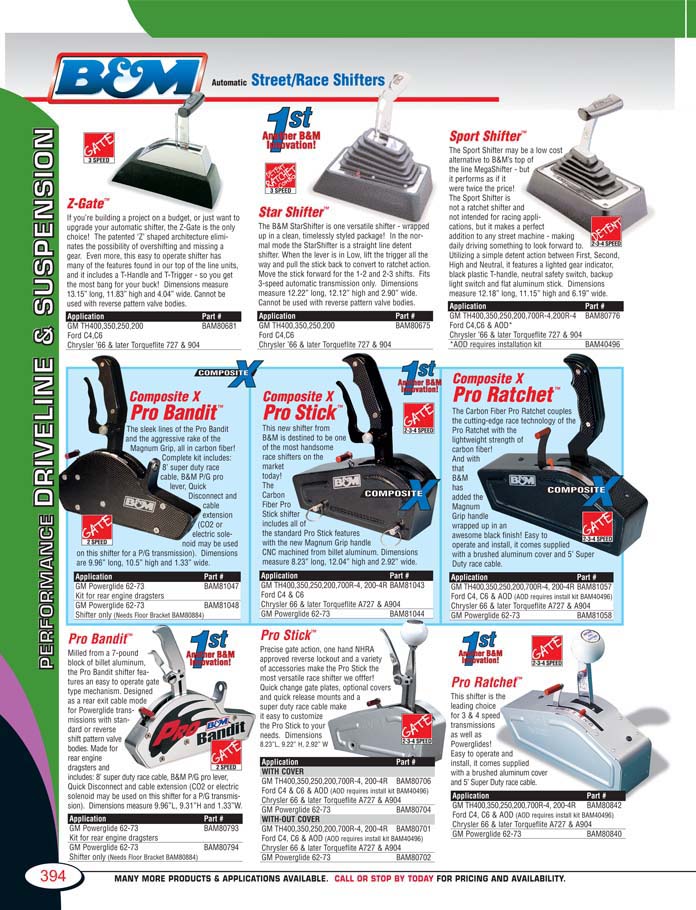 B&M
Automatic Street/Race Shifters
PERFORMANCE DRIVELINE & SUSPENSION
GATE
3 SPEED
Z-Gate™
If you're building a project on a budget, or just want to
upgrade your automatic shifter, the Z-Gate is the only
choice! The patented 'Z' shaped architecture elimi-
nates the possibility of overshifting and missing a
gear. Even more, this easy to operate shifter has
many of the features found in our top of the line units,
and it includes a T-Handle and T-Trigger - so you get
the most bang for your buck! Dimensions measure
13.15" long, 11.83" high and 4.04" wide. Cannot be
used with reverse pattern valve bodies.
Application Part #
GM TH400,350,250,200 BAM80681
Ford C4,C6
Chrysler '66 & later Torqueflite 727 & 904
1st
Another B&M
Innovation!
DETENT
RATCHET
COMBO
3 SPEED
Star Shifter™
The B&M StarShifter is one versatile shifter - wrapped
up in a clean, timelessly styled package! In the nor-
mal mode the StarShifter is a straight line detent
shifter. When the lever is in Low, lift the trigger all the
way and pull the stick back to convert to ratchet action.
Move the stick forward for the 1-2 and 2-3 shifts. Fits
3-speed automatic transmission only. Dimensions
measure 12.22" long, 12.12" high and 2.90" wide.
Cannot be used with reverse pattern valve bodies.
Application Part #
GM TH400,350,250,200 BAM80675
Ford C4,C6
Chrysler '66 & later Torqueflite 727 & 904
Sport Shifter™
The Sport Shifter may be a low cost
alternative to B&M's top of
the line MegaShifter - but
it performs as if it
were twice the price!
The Sport Shifter is
not a ratchet shifter and
not intended for racing appli-
cations, but it makes a perfect
addition to any street machine - making
daily driving something to look forward to.
Utilizing a simple detent action between First, Second,
High and Neutral, it features a lighted gear indicator,
black plastic T-handle, neutral safety switch, backup
light switch and flat aluminum stick. Dimensions
measure 12.18" long, 11.15" high and 6.19" wide.
DETENT
2-3-4 SPEED
Application Part #
GM TH400,350,250,200,700R-4,200R-4 BAM80776
Ford C4,C6 & AOD*
Chrysler '66 & later Torqueflite 727 & 904
*AOD requires installation kit BAM40496
COMPOSITE X
Composite X
Pro Bandit™
The sleek lines of the Pro Bandit
and the aggressive rake of the
Magnum Grip, all in carbon fiber!
Complete kit includes:
8' super duty race
cable, B&M P/G pro
lever, Quick
Disconnect and
cable
extension
(CO2 or
electric sole-
noid may be used
on this shifter for a P/G transmission). Dimensions
are 9.96" long, 10.5" high and 1.33" wide.
B&M
GATE
2 SPEED
Application Part #
GM Powerglide 62-73 BAM81047
Kit for rear engine dragsters
GM Powerglide 62-73 BAM81048
Shifter only (Needs Floor Bracket BAM80884)
1st
Another B&M
Innovation!
GATE
2-3-4 SPEED
Composite X
Pro Stick™
This new shifter from
B&M is destined to be one
of the most handsome
race shifters on the
market
today!
The
Carbon
Fiber Pro
Stick shifter
includes all of
the standard Pro Stick features
with the new Magnum Grip handle
CNC machined from billet aluminum. Dimensions
measure 8.23" long, 12.04" high and 2.92" wide.
B&M
COMPOSITE X
Application Part #
GM TH400,350,250,200,700R-4, 200-4R BAM81043
Ford C4 & C6
Chrysler 66 & later Torqueflite A727 & A904
GM Powerglide 62-73 BAM81044
Composite X
Pro Ratchet™
The Carbon Fiber Pro Ratchet couples
the cutting-edge race technology of the
Pro Ratchet with the
lightweight strength of
carbon fiber!
And with
that
B&M
has
added the
Magnum
Grip handle
wrapped up in an
awesome black finish! Easy to
operate and install, it comes supplied
with a brushed aluminum cover and 5' Super
Duty race cable.
B&M
COMPOSITE X
GATE
2-3-4 SPEED
Application Part #
GM TH400,350,250,200,700R-4, 200-4R BAM81057
Ford C4, C6 & AOD (AOD requires install kit BAM40496)
Chrysler 66 & later Torqueflite A727 & A904
GM Powerglide 62-73 BAM81058
Pro Bandit™
Milled from a 7-pound
block of billet aluminum,
the Pro Bandit shifter fea-
tures an easy to operate gate
type mechanism. Designed
as a rear exit cable mode
for Powerglide trans-
missions with stan-
dard or reverse
shift pattern valve
bodies. Made for
rear engine
dragsters and
includes: 8' super duty race cable, B&M P/G pro lever,
Quick Disconnect and cable extension (CO2 or electric
solenoid may be used on this shifter for a P/G transmis-
sion). Dimensions measure 9.96"L, 9.31"H and 1.33"W.
1st
Another B&M
Innovation!
PRO B&M Bandit
GATE
2 SPEED
Application Part #
GM Powerglide 62-73 BAM80793
Kit for rear engine dragsters
GM Powerglide 62-73 BAM80794
Shifter only (Needs Floor Bracket BAM80884)
Pro Stick™
Precise gate action, one hand NHRA
approved reverse lockout and a variety
of accessories make the Pro Stick the
most versatile race shifter we offfer!
Quick change gate plates, optional covers
and quick release mounts and a
super duty race cable make
it easy to customize
the Pro Stick to your
needs. Dimensions
8.23"L, 9.22" H, 2.92" W
GATE
2-3-4 SPEED
Application Part #
WITH COVER
GM TH400,350,250,200,700R-4, 200-4R BAM80706
Ford C4 & C6 & AOD (AOD requires install kit BAM40496)
Chrysler 66 & later Torqueflite A727 & A904
GM Powerglide 62-73 BAM80704
WITH-OUT COVER
GM TH400,350,250,200,700R-4, 200-4R BAM80701
Ford C4, C6 & AOD (AOD requires install kit BAM40496)
Chrysler 66 & later Torqueflite A727 & A904
GM Powerglide 62-73 BAM80702
1st
Another B&M
Innovation!
GATE
2-3-4 SPEED
Pro Ratchet™
This shifter is the
leading choice
for 3 & 4 speed
transmissions
as well as
Powerglides!
Easy to operate and
install, it comes supplied
with a brushed aluminum cover
and 5' Super Duty race cable.
Application Part #
GM TH400,350,250,200,700R-4, 200-4R BAM80842
Ford C4, C6 & AOD (AOD requires install kit BAM40496)
Chrysler 66 & later Torqueflite A727 & A904
GM Powerglide 62-73 BAM80840
394
MANY MORE PRODUCTS & APPLICATIONS AVAILABLE. CALL OR STOP BY TODAY FOR PRICING AND AVAILABILITY.